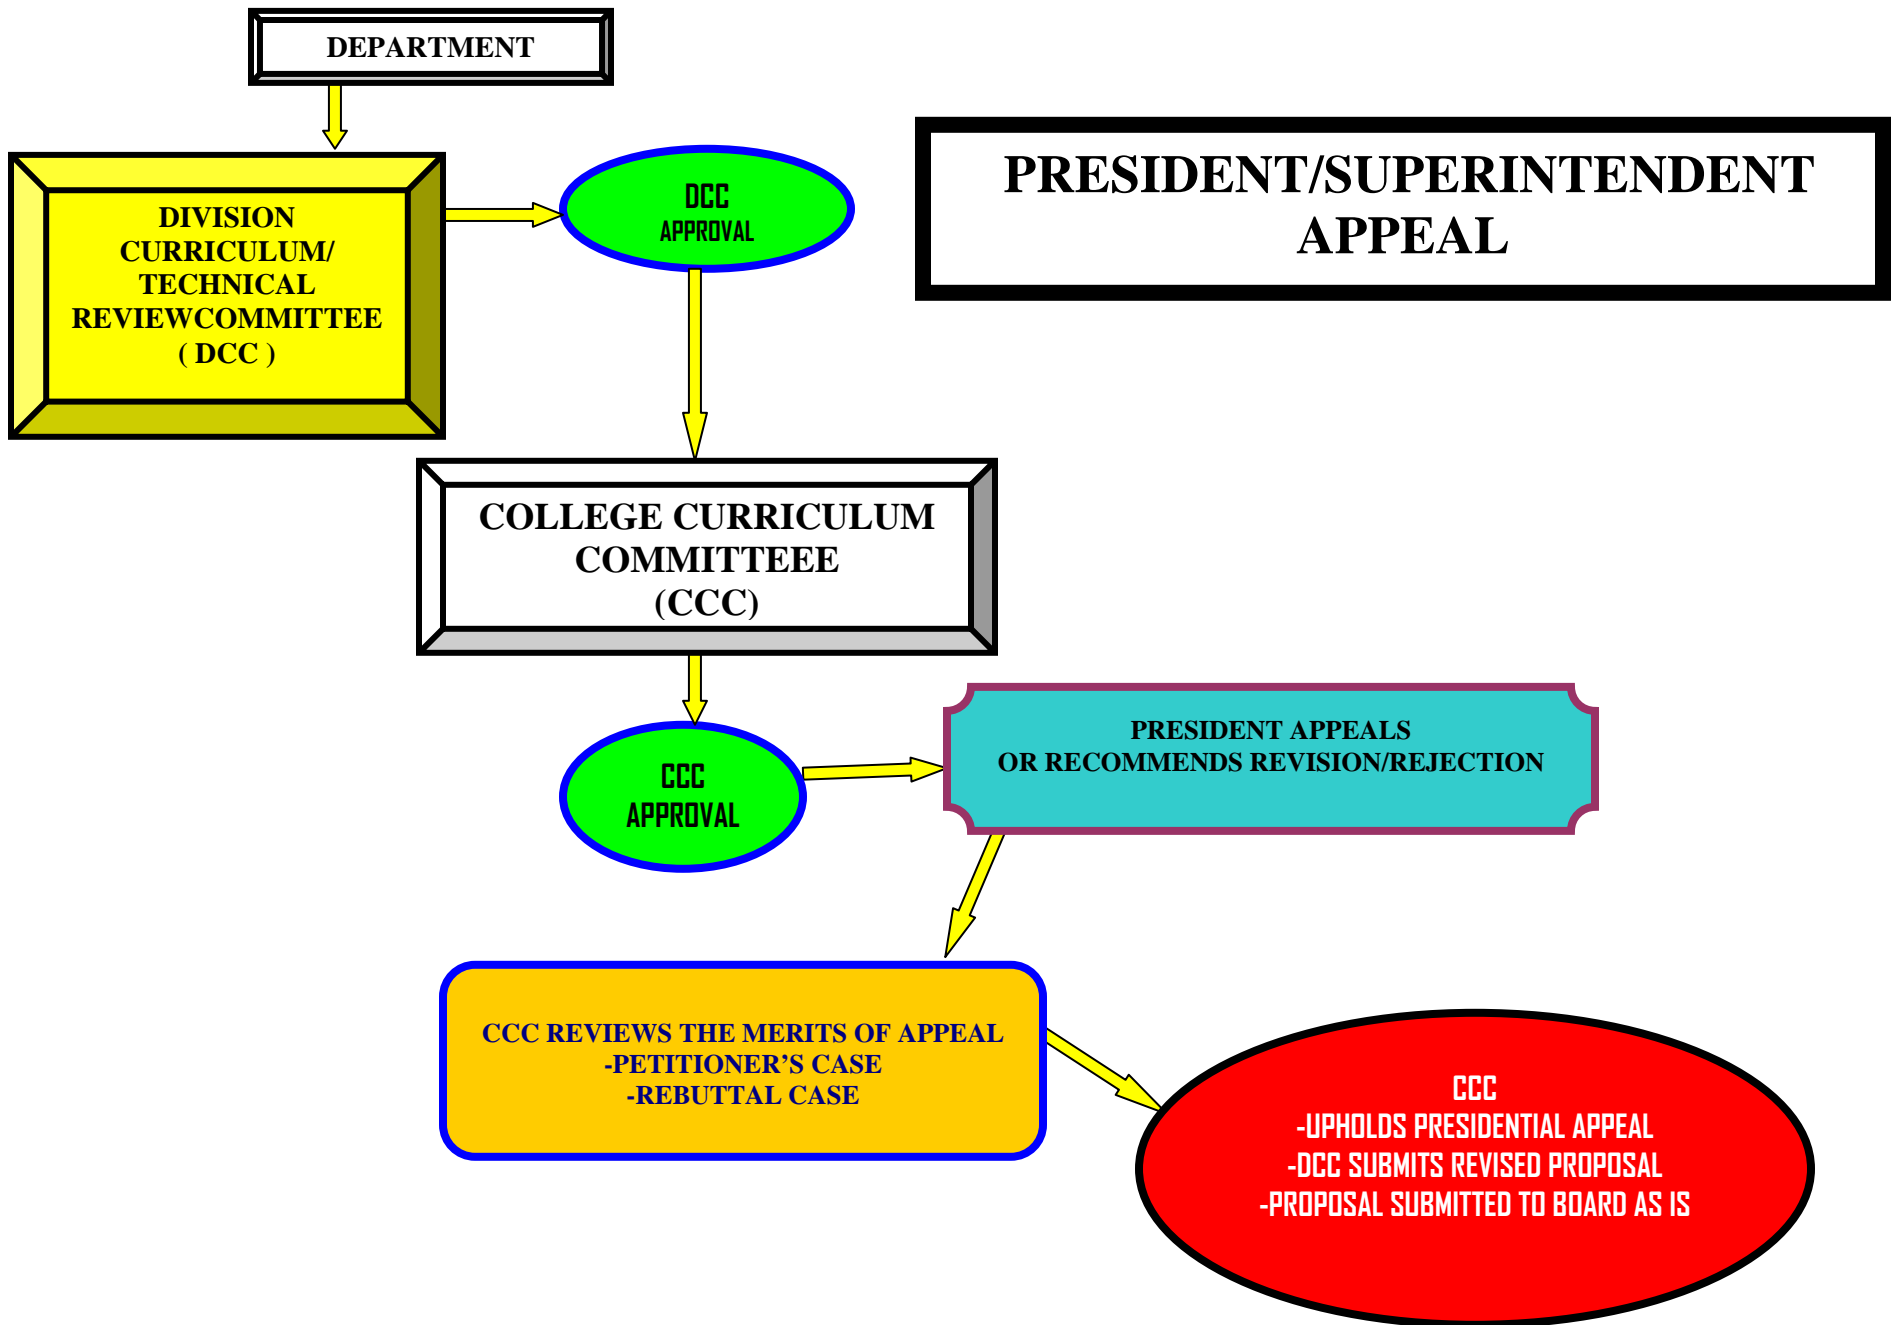 DEPARTMENT
PRESIDENT/SUPERINTENDENT
APPEAL
DIVISION
CURRICULUM/
TECHNICAL
REVIEWCOMMITTEE
( DCC )
DCC
APPROVAL
COLLEGE CURRICULUM
COMMITTEEE
(CCC)
CCC
APPROVAL
PRESIDENT APPEALS
OR RECOMMENDS REVISION/REJECTION
CCC REVIEWS THE MERITS OF APPEAL
-PETITIONER’S CASE
-REBUTTAL CASE
CCC
-UPHOLDS PRESIDENTIAL APPEAL
-DCC SUBMITS REVISED PROPOSAL
-PROPOSAL SUBMITTED TO BOARD AS IS